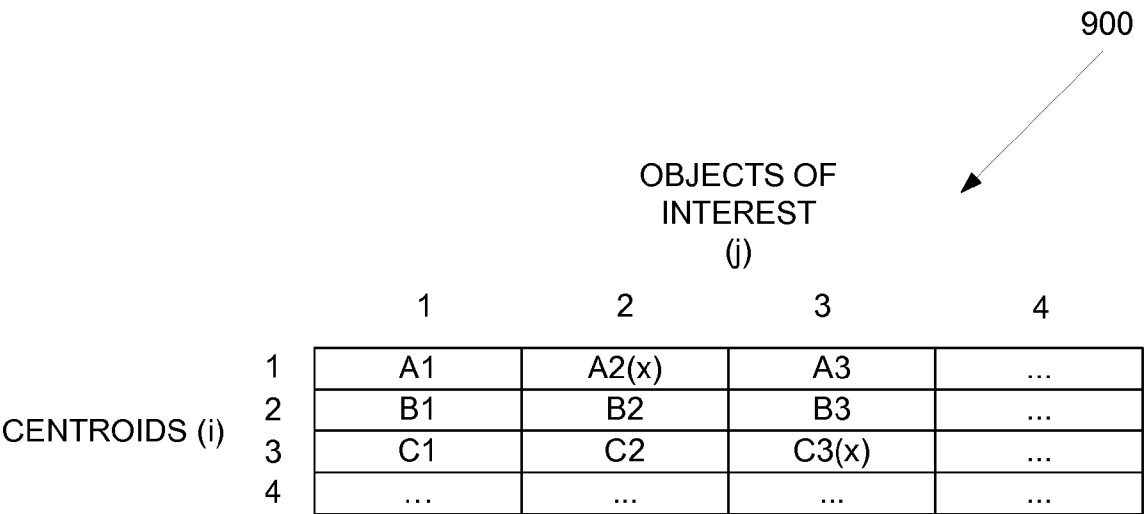 900
OBJECTS OF
INTEREST
(j)
1 2 3 4
1 A1 A2(x) A3 ...
2 B1 B2 B3 ...
CENTROIDS (i)
3 C1 C2 C3(x) ...
4 ... ... ... ...